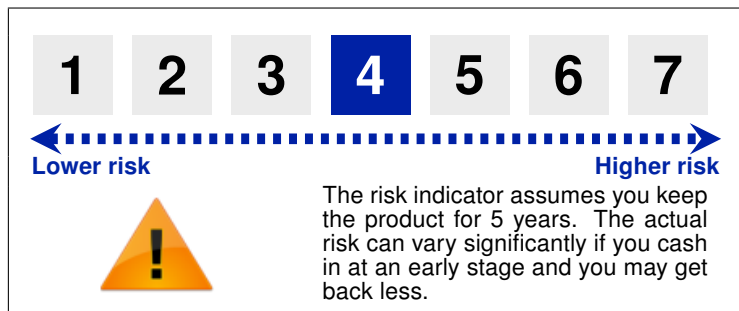 1 2 3 4 5 6 7
Lower risk Higher risk
The risk indicator assumes you keep
the product for 5 years. The actual
risk can vary significantly if you cash
in at an early stage and you may get
back less.